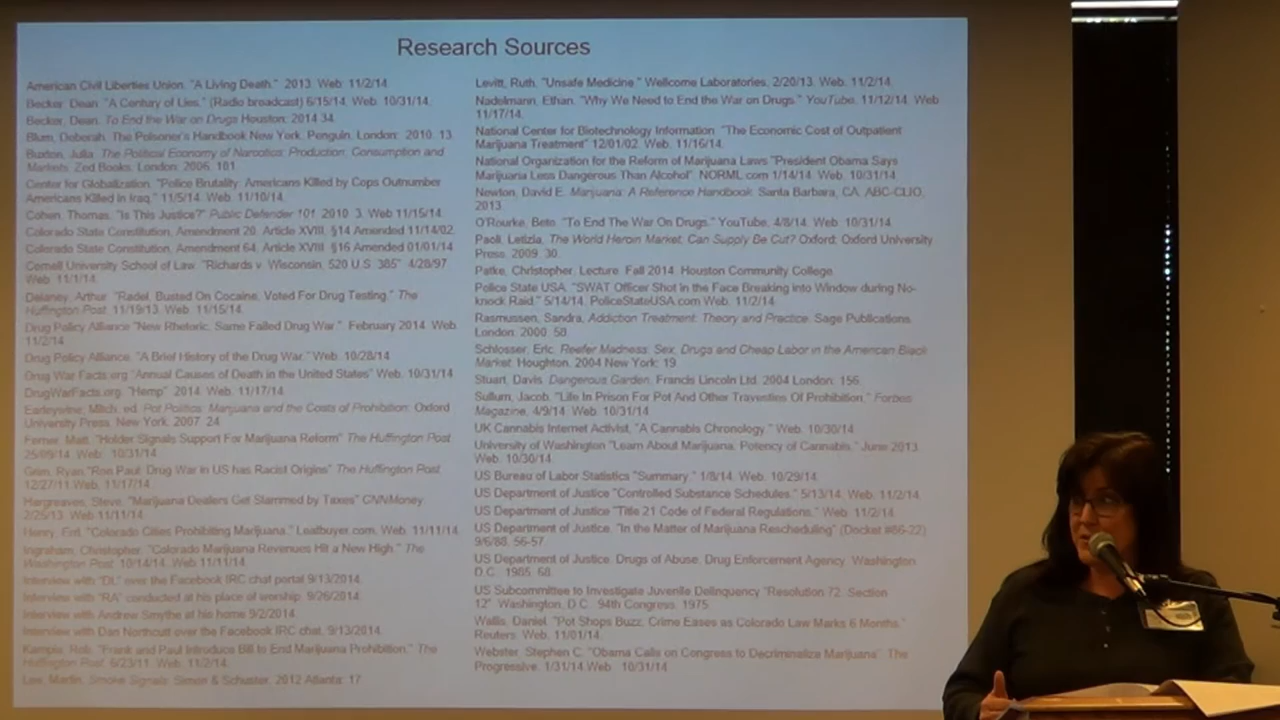 Research Sources
American Civil Liberties Union. "A Living Death." 2013. Web: 11/2/14.
Becker, Dean. "A Century of Lies." (Radio broadcast) 6/15/14. Web. 10/31/14.
Becker, Dean. To End the War on Drugs Houston: 2014 34.
Blum, Deborah. The Poisoner's Handbook New York. Penguin. London: 2010. 13.
Buxton, Julia. The Political Economy of Narcotics: Production, Consumption and
Markets. Zed Books, London: 2006. 101.
Center for Globalization. "Police Brutality: Americans Killed by Cops Outnumber
Americans Killed In Iraq." 11/5/14. Web: 11/10/14.
Cohen, Thomas. "Is This Justice?" Public Defender 101. 2010. 3. Web 11/15/14.
Colorado State Constitution, Amendment 20. Article XVIII. §14 Amended 11/14/02.
Colorado State Constitution, Amendment 64. Article XVIII. §16 Amended 01/01/14
Cornell University School of Law. "Richards v. Wisconsin, 520 U.S. 385" 4/28/97.
Web. 11/1/14.
Delaney, Arthur. "Radel, Busted On Cocaine, Voted For Drug Testing." The
Huffington Post. 11/19/13. Web: 11/15/14.
Drug Policy Alliance "New Rhetoric, Same Failed Drug War.". February 2014. Web.
11/2/14
Drug Policy Alliance. "A Brief History of the Drug War." Web. 10/28/14
Drug War Facts.org "Annual Causes of Death in the United States" Web. 10/31/14
DrugWarFacts.org. "Hemp" 2014. Web. 11/17/14.
Earleywine, Mitch, ed. Pot Politics: Marijuana and the Costs of Prohibition: Oxford
University Press. New York. 2007. 24
Ferner, Matt. "Holder Signals Support For Marijuana Reform" The Huffington Post
25/09/14. Web: 10/31/14.
Grim, Ryan "Ron Paul: Drug War in US has Racist Origins" The Huffington Post.
12/27/11.Web. 11/17/14.
Hargreaves, Steve. "Marijuana Dealers Get Slammed by Taxes" CNNMoney.
2/25/13. Web 11/11/14.
Henry, "Colorado Cities Prohibiting Marijuana." Leafbuyer.com. Web. 11/11/14.
Ingraham, Christopher. "Colorado Marijuana Revenues Hit a New High." The
Washington Post. 10/14/14. Web 11/11/14.
Interview with "DL" over the Facebook IRC chat portal 9/13/2014.
Interview with "RA" conducted at his place of worship. 9/26/2014.
Interview with Andrew Smythe at his home 9/2/2014.
Interview with Dan Northcutt over the Facebook IRC chat. 9/13/2014.
Kampia, Rob. "Frank and Paul Introduce Bill to End Marijuana Prohibition." The
Huffington Post. 6/23/11. Web. 11/2/14.
Lee, Martin. Smoke Signals: Simon & Schuster. 2012 Atlanta: 17
Levitt, Ruth. "Unsafe Medicine." Wellcome Laboratories, 2/20/13. Web. 11/2/14.
Nadelmann, Ethan. "Why We Need to End the War on Drugs." YouTube. 11/12/14. Web
11/17/14.
National Center for Biotechnology Information. "The Economic Cost of Outpatient
Marijuana Treatment" 12/01/02. Web. 11/16/14.
National Organization for the Reform of Marijuana Laws "President Obama Says
Marijuana Less Dangerous Than Alcohol". NORML.com 1/14/14. Web. 10/31/14.
Newton, David E. Marijuana: A Reference Handbook. Santa Barbara, CA. ABC-CLIO,
2013.
O'Rourke, Beto. "To End The War On Drugs." YouTube. 4/8/14. Web. 10/31/14.
Paoli, Letizia, The World Heroin Market, Can Supply Be Cut? Oxford: Oxford University
Press. 2009. 30.
Patke, Christopher, Lecture. Fall 2014. Houston Community College.
Police State USA, "SWAT Officer Shot in the Face Breaking into Window during No-
knock Raid." 5/14/14. PoliceStateUSA.com Web. 11/2/14.
Rasmussen, Sandra, Addiction Treatment: Theory and Practice. Sage Publications.
London: 2000. 58.
Schlosser, Eric. Reefer Madness: Sex, Drugs and Cheap Labor in the American Black
Market. Houghton. 2004 New York: 19
Stuart, Davis. Dangerous Garden. Francis Lincoln Ltd. 2004 London: 156.
Sullum, Jacob. "Life In Prison For Pot And Other Travesties Of Prohibition." Forbes
Magazine. 4/9/14. Web: 10/31/14
UK Cannabis Internet Activist, "A Cannabis Chronology." Web. 10/30/14
University of Washington "Learn About Marijuana: Potency of Cannabis." June 2013.
Web. 10/30/14.
US Bureau of Labor Statistics "Summary." 1/8/14. Web. 10/29/14.
US Department of Justice "Controlled Substance Schedules." 5/13/14. Web. 11/2/14.
US Department of Justice "Title 21 Code of Federal Regulations." Web. 11/2/14.
US Department of Justice. "In the Matter of Marijuana Rescheduling" (Docket #86-22)
9/6/88. 56-57.
US Department of Justice. Drugs of Abuse. Drug Enforcement Agency. Washington.
D.C. 1985. 68.
US Subcommittee to Investigate Juvenile Delinquency "Resolution 72. Section
12". Washington, D.C. 94th Congress. 1975.
Wallis, Daniel. "Pot Shops Buzz, Crime Eases as Colorado Law Marks 6 Months."
Reuters. Web. 11/01/14.
Webster, Stephen C. "Obama Calls on Congress to Decriminalize Marijuana". The
Progressive. 1/31/14.Web. 10/31/14